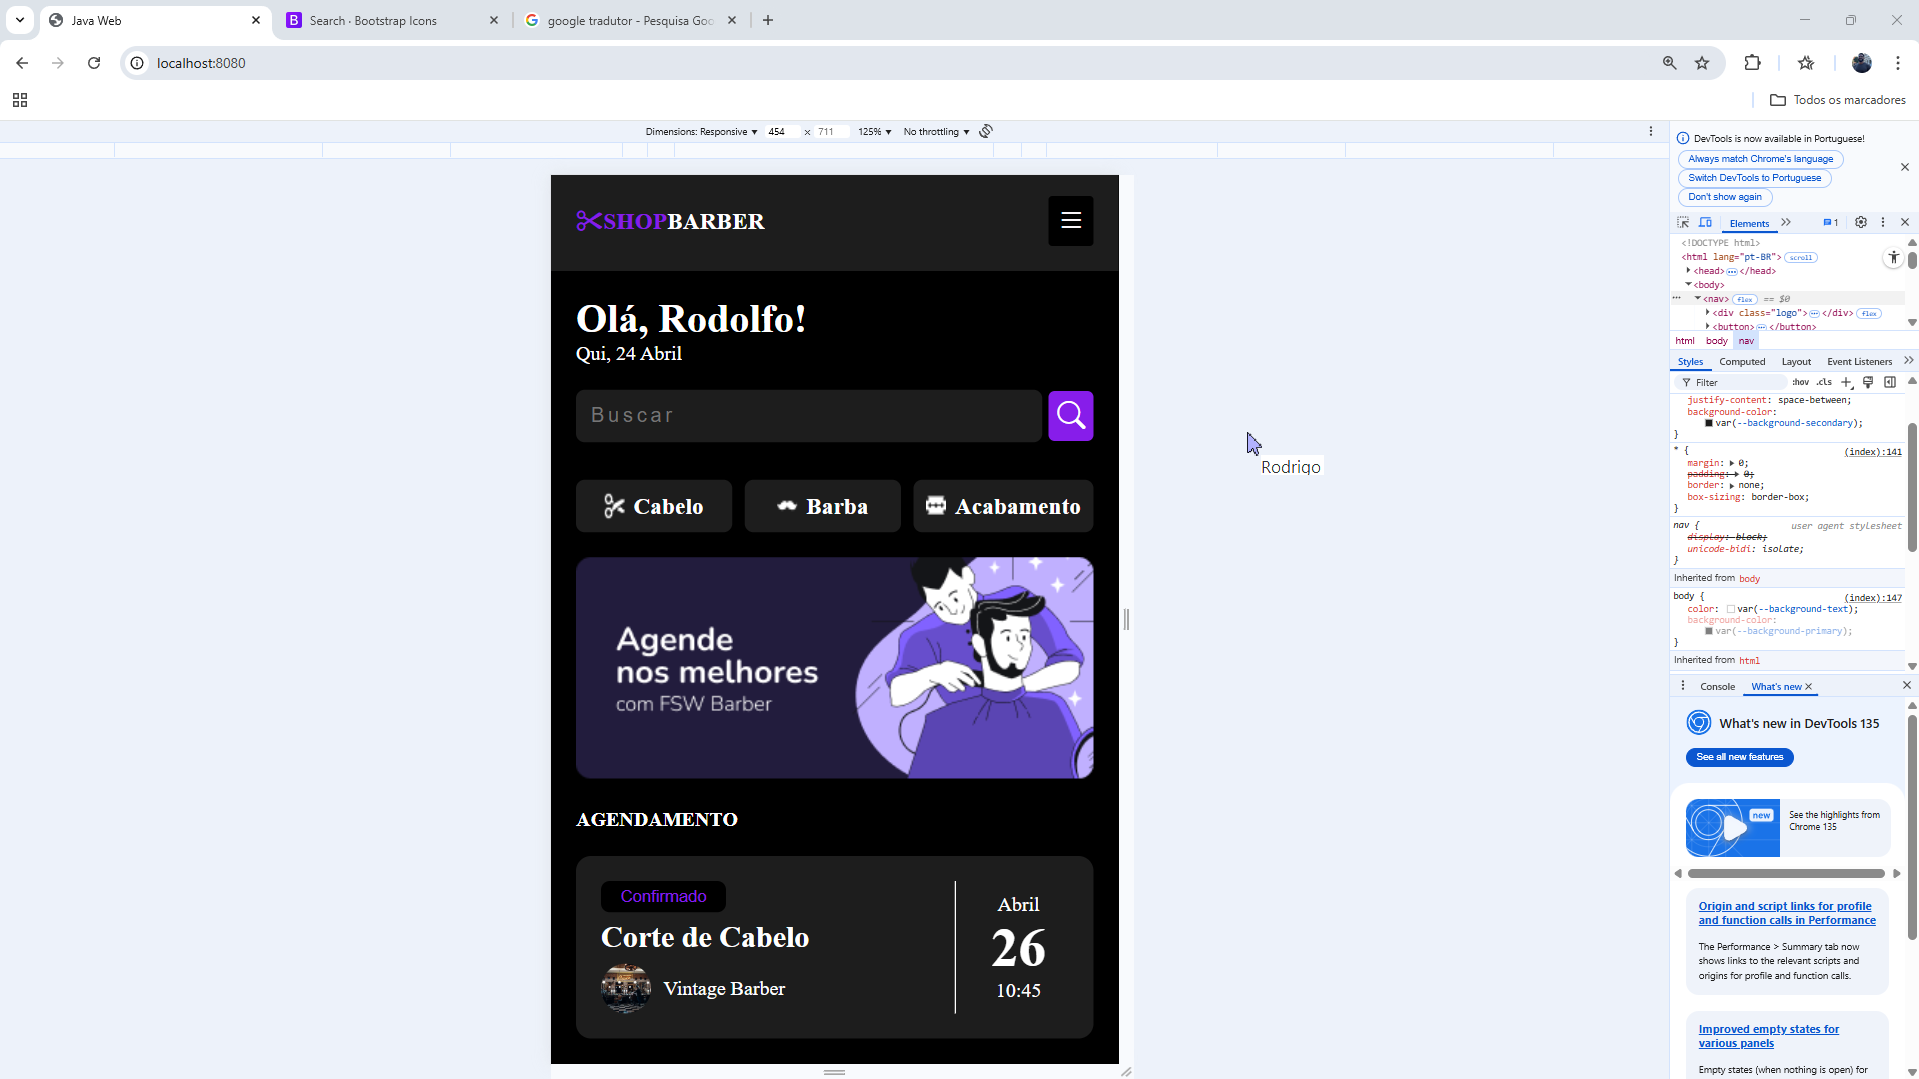 Java Web
Search · Bootstrap Icons
google tradutor - Pesquisa Goo
localhost:8080
Todos os marcadores
Dimensions: Responsive 454 × 711 125% No throttling
DevTools is now available in Portuguese!
Always match Chrome's language
Switch DevTools to Portuguese
Don't show again
Elements 1
<!DOCTYPE html>
<html lang="pt-BR"> scroll
<head> ••• </head>
<body>
••• <nav> flex == $0
<div class="logo"> ••• </div> flex
<button> ••• </button>
html body nav
Styles Computed Layout Event Listeners
Filter :hov .cls
justify-content: space-between;
background-color:
var(--background-secondary);
}
* { (index):141
margin: 0;
padding: 0;
border: none;
box-sizing: border-box;
}
nav { user agent stylesheet
display: block;
unicode-bidi: isolate;
}
Inherited from body
body { (index):147
color: var(--background-text);
background-color:
var(--background-primary);
}
Inherited from html
Console What's new
What's new in DevTools 135
See all new features
new
See the highlights from
Chrome 135
Origin and script links for profile
and function calls in Performance
The Performance > Summary tab now
shows links to the relevant scripts and
origins for profile and function calls.
Improved empty states for
various panels
Empty states (when nothing is open) for
SHOPBARBER
Olá, Rodolfo!
Qui, 24 Abril
Buscar
Cabelo
Barba
Acabamento
Agende
nos melhores
com FSW Barber
AGENDAMENTO
Confirmado
Corte de Cabelo
Vintage Barber
Abril
26
10:45
Rodrigo